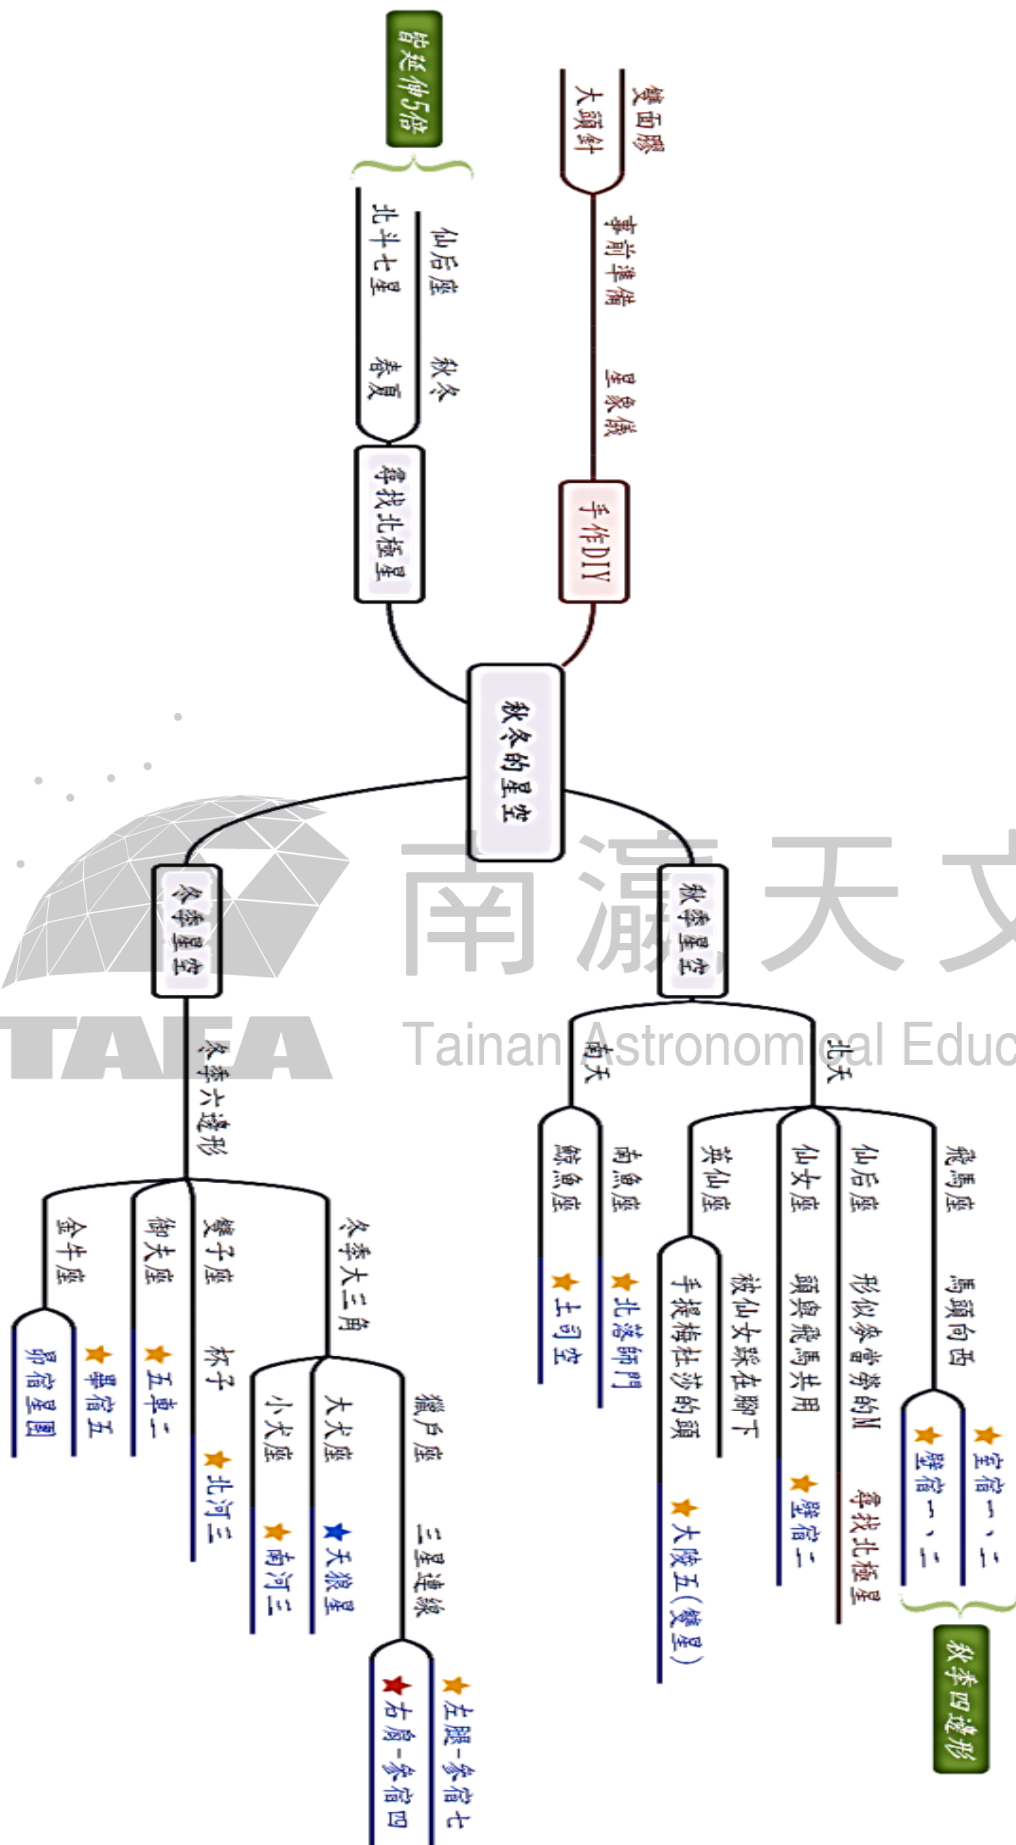 秋冬的星空
手作DIY
星象儀
事前準備
雙面膠
大頭針
尋找北極星
秋冬
仙后座
春夏
北斗七星
皆延伸5倍
秋季星空
北天
飛馬座
馬頭向西
室宿一、二
壁宿一、二
秋季四邊形
仙后座
形似麥當勞的M
尋找北極星
仙女座
頭與飛馬共用
壁宿二
英仙座
被仙女踩在腳下
手提梅杜莎的頭
大陵五(雙星)
南天
南魚座
北落師門
鯨魚座
土司空
冬季星空
冬季六邊形
冬季大三角
獵戶座
三星連線
左腿-參宿七
右肩-參宿四
大犬座
天狼星
小犬座
南河三
雙子座
杯子
北河三
御夫座
五車二
金牛座
畢宿五
昴宿星團
南瀛天文
Tainan Astronomical Educ
TAEA